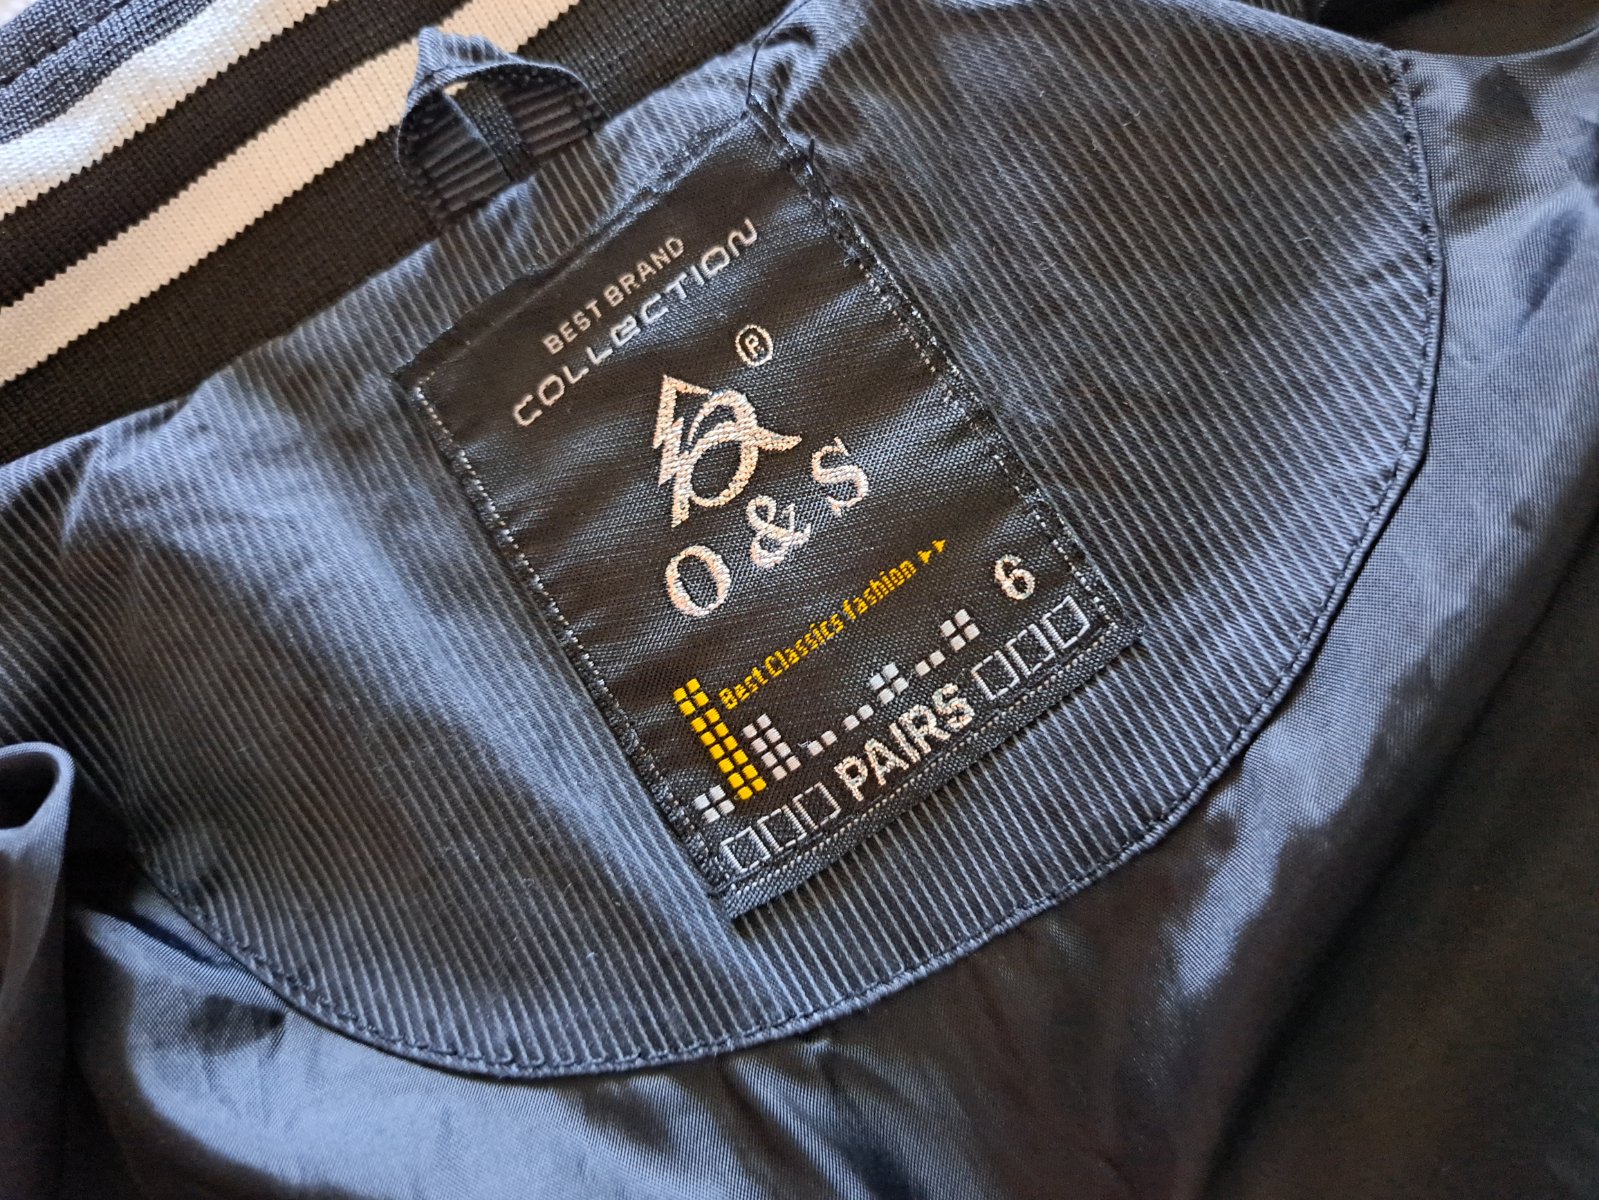 BEST BRAND
COLLECTION
®
O & S
Best Classics fashion
6
PAIRS